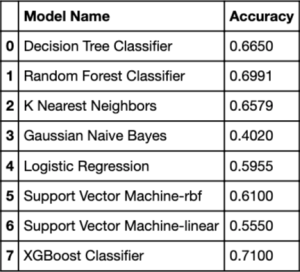 Model Name Accuracy
0 Decision Tree Classifier 0.6650
1 Random Forest Classifier 0.6991
2 K Nearest Neighbors 0.6579
3 Gaussian Naive Bayes 0.4020
4 Logistic Regression 0.5955
5 Support Vector Machine-rbf 0.6100
6 Support Vector Machine-linear 0.5550
7 XGBoost Classifier 0.7100